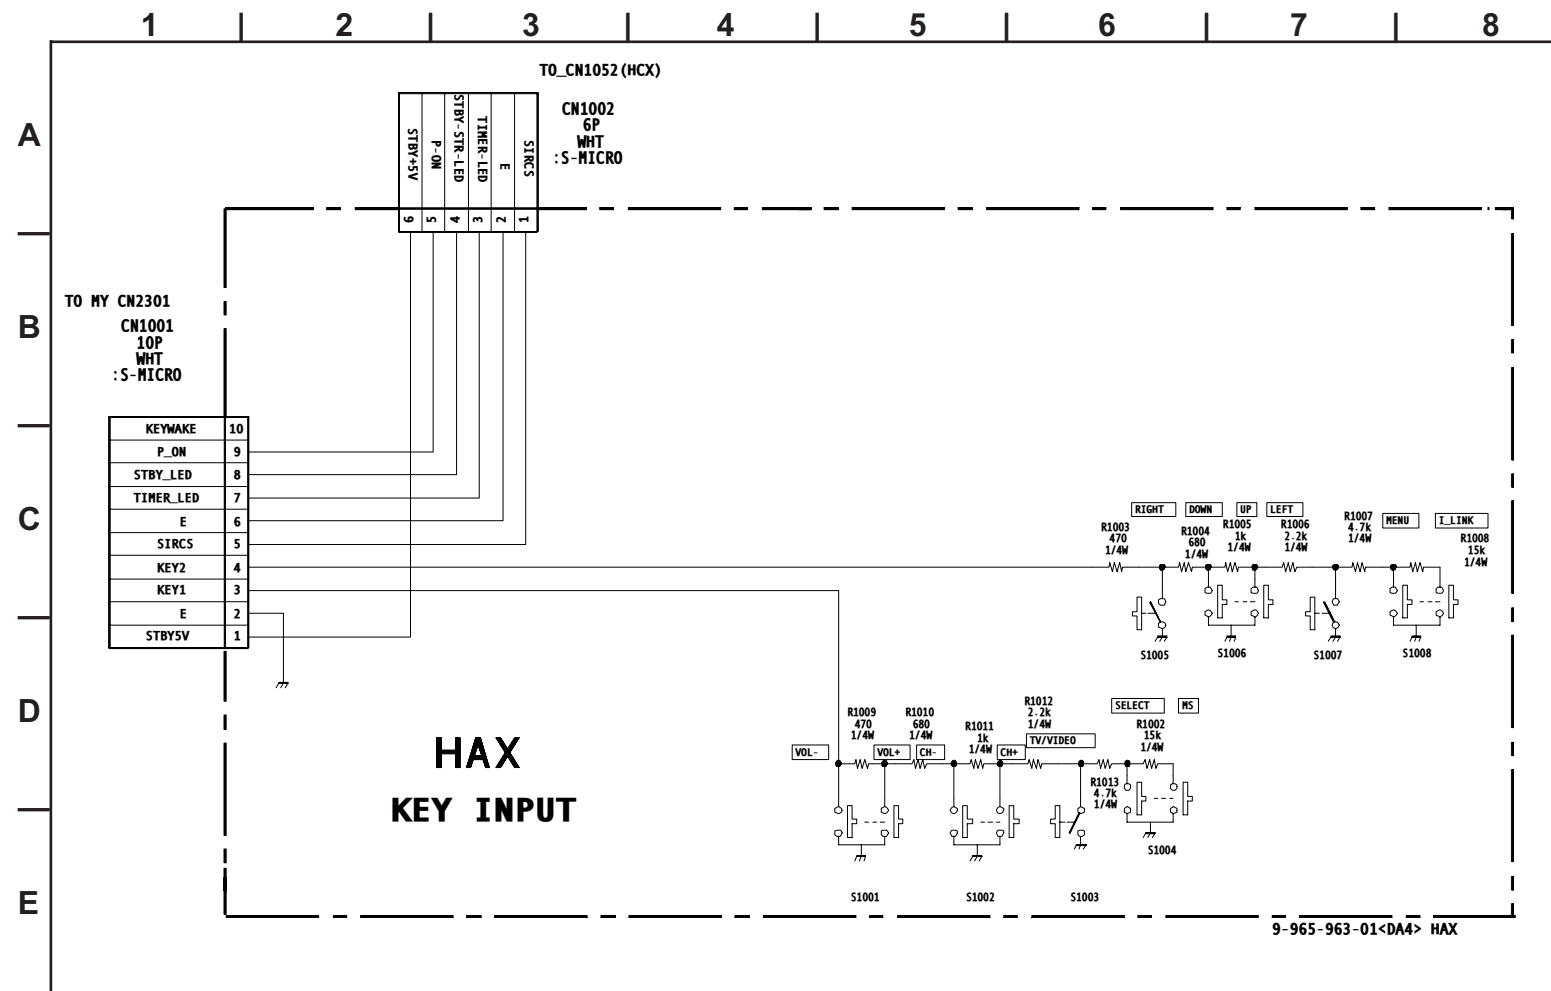 1 2 3 4 5 6 7 8
A
B
C
D
E
TO_CN1052(HCX)
CN1002
6P
WHT
:S-MICRO
STBY+5V
P-ON
STBY-STR-LED
TIMER-LED
E
SIRCS
6 5 4 3 2 1
TO MY CN2301
CN1001
10P
WHT
:S-MICRO
KEYWAKE 10
P_ON 9
STBY_LED 8
TIMER_LED 7
E 6
SIRCS 5
KEY2 4
KEY1 3
E 2
STBY5V 1
RIGHT
DOWN
UP
LEFT
MENU
I_LINK
R1003
470
1/4W
R1004
680
1/4W
R1005
1k
1/4W
R1006
2.2k
1/4W
R1007
4.7k
1/4W
R1008
15k
1/4W
S1005
S1006
S1007
S1008
R1009
470
1/4W
R1010
680
1/4W
R1011
1k
1/4W
R1012
2.2k
1/4W
SELECT
MS
R1002
15k
1/4W
VOL-
VOL+
CH-
CH+
TV/VIDEO
R1013
4.7k
1/4W
S1004
S1001
S1002
S1003
HAX
KEY INPUT
9-965-963-01<DA4> HAX